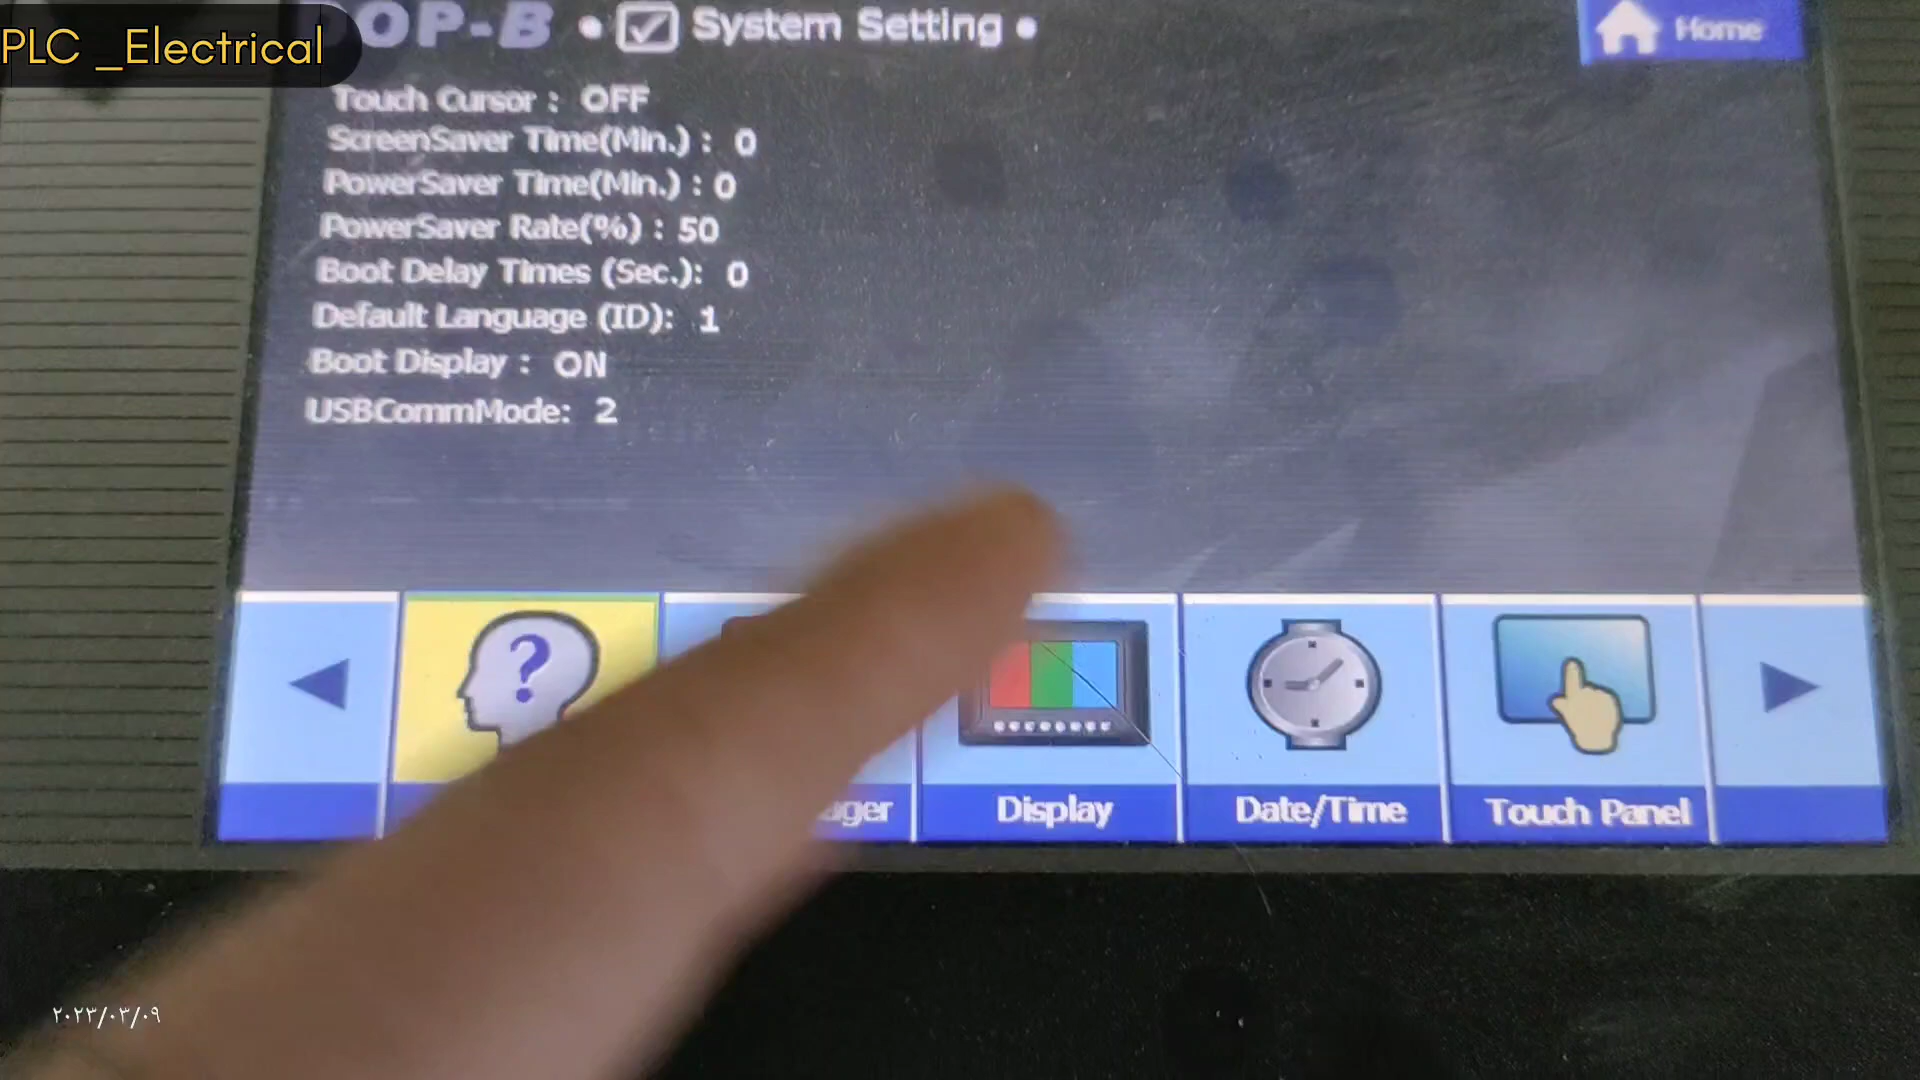 PLC _Electrical
DOP-B • System Setting •
Home
Touch Cursor : OFF
ScreenSaver Time(Min.) : 0
PowerSaver Time(Min.) : 0
PowerSaver Rate(%) : 50
Boot Delay Times (Sec.): 0
Default Language (ID): 1
Boot Display : ON
USBCommMode: 2
?
Display
Date/Time
Touch Panel
٢٠٢٣/٠٣/٠٩